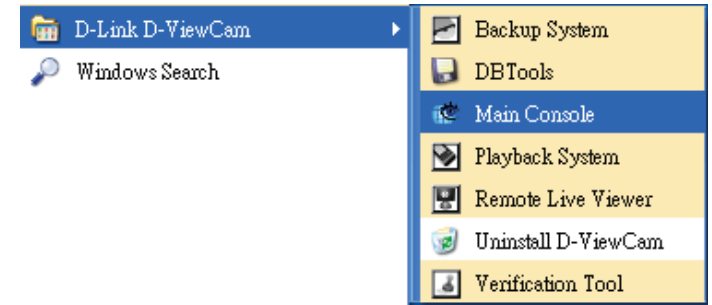 D-Link D-ViewCam
Windows Search
Backup System
DBTools
Main Console
Playback System
Remote Live Viewer
Uninstall D-ViewCam
Verification Tool